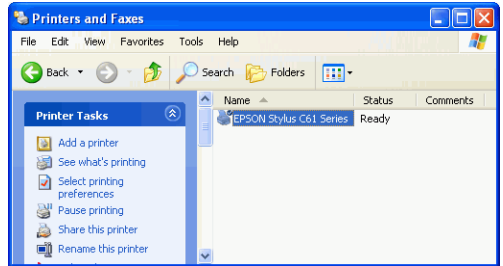 Printers and Faxes
File Edit View Favorites Tools Help
Back Search Folders
Name Status Comments
EPSON Stylus C61 Series Ready
Printer Tasks
Add a printer
See what's printing
Select printing
preferences
Pause printing
Share this printer
Rename this printer